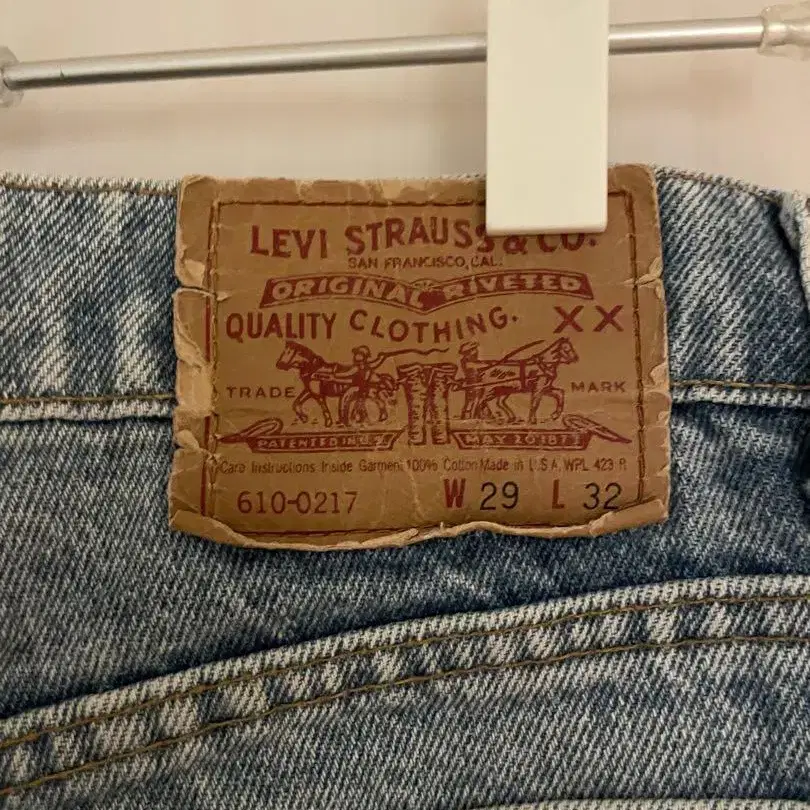 LEVI STRAUSS & CO.
SAN FRANCISCO, CAL.
ORIGINAL RIVETED
QUALITY CLOTHING. XX
TRADE MARK
PATENTED IN U.S. MAY 20 1873
Care Instructions Inside Garment 100% Cotton Made in U.S.A. WPL 423 R
610-0217 W 29 L 32